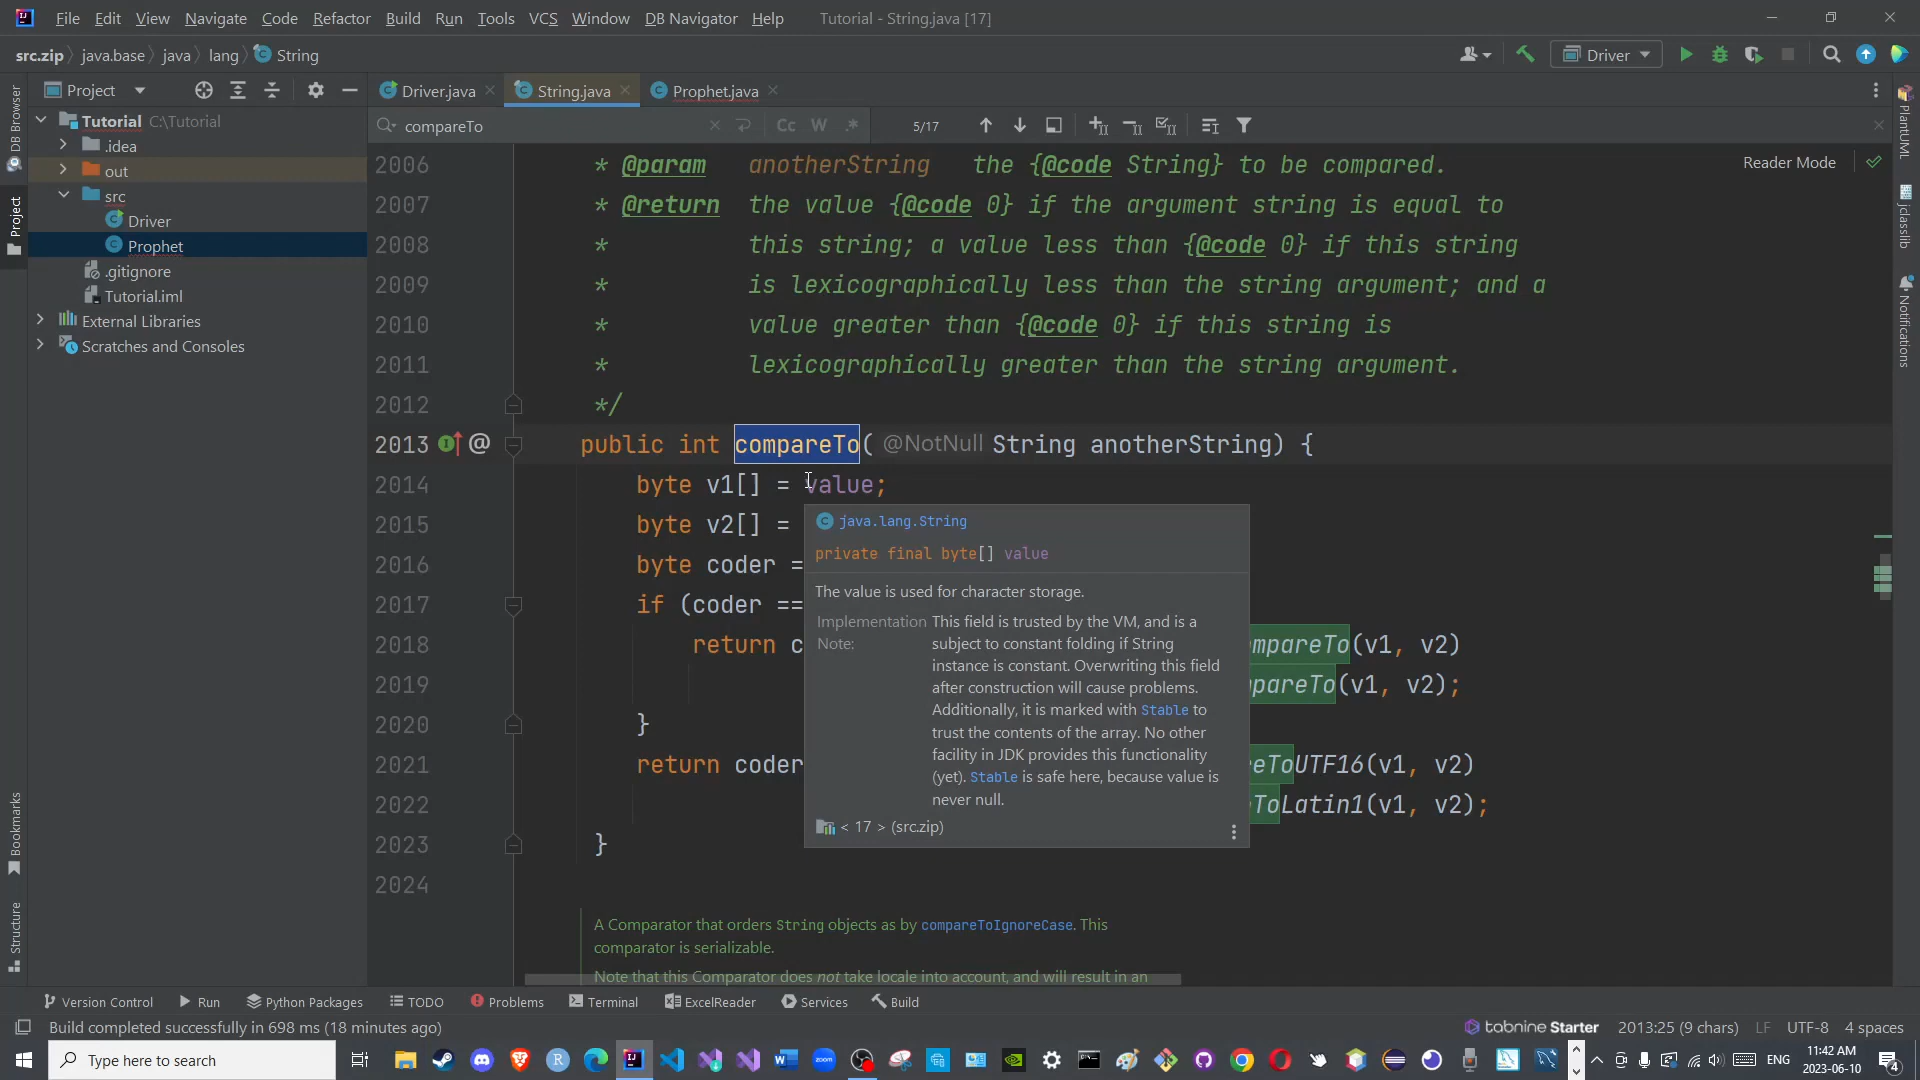 File Edit View Navigate Code Refactor Build Run Tools VCS Window DB Navigator Help Tutorial - String.java [17]
src.zip java.base java lang String Driver
Project
Driver.java String.java Prophet.java
compareTo Cc W .* 5/17
Reader Mode
DB Browser
Project
Bookmarks
Structure
Tutorial C:\Tutorial
.idea
out
src
Driver
Prophet
.gitignore
Tutorial.iml
External Libraries
Scratches and Consoles
2006 * @param anotherString the {@code String} to be compared.
2007 * @return the value {@code 0} if the argument string is equal to
2008 * this string; a value less than {@code 0} if this string
2009 * is lexicographically less than the string argument; and a
2010 * value greater than {@code 0} if this string is
2011 * lexicographically greater than the string argument.
2012 */
2013 @ public int compareTo( @NotNull String anotherString) {
2014 byte v1[] = value;
2015 byte v2[] =
2016 byte coder =
2017 if (coder ==
2018 return c mpareTo(v1, v2)
2019 pareTo(v1, v2);
2020 }
2021 return coder eToUTF16(v1, v2)
2022 ToLatin1(v1, v2);
2023 }
2024
java.lang.String
private final byte[] value
The value is used for character storage.
Implementation Note: This field is trusted by the VM, and is a
subject to constant folding if String
instance is constant. Overwriting this field
after construction will cause problems.
Additionally, it is marked with Stable to
trust the contents of the array. No other
facility in JDK provides this functionality
(yet). Stable is safe here, because value is
never null.
< 17 > (src.zip)
A Comparator that orders String objects as by compareToIgnoreCase. This
comparator is serializable.
Note that this Comparator does not take locale into account, and will result in an
PlantUML
jclasslib
Notifications
Version Control Run Python Packages TODO Problems Terminal ExcelReader Services Build
Build completed successfully in 698 ms (18 minutes ago) tabnine Starter 2013:25 (9 chars) LF UTF-8 4 spaces
Type here to search ENG 11:42 AM
2023-06-10 4